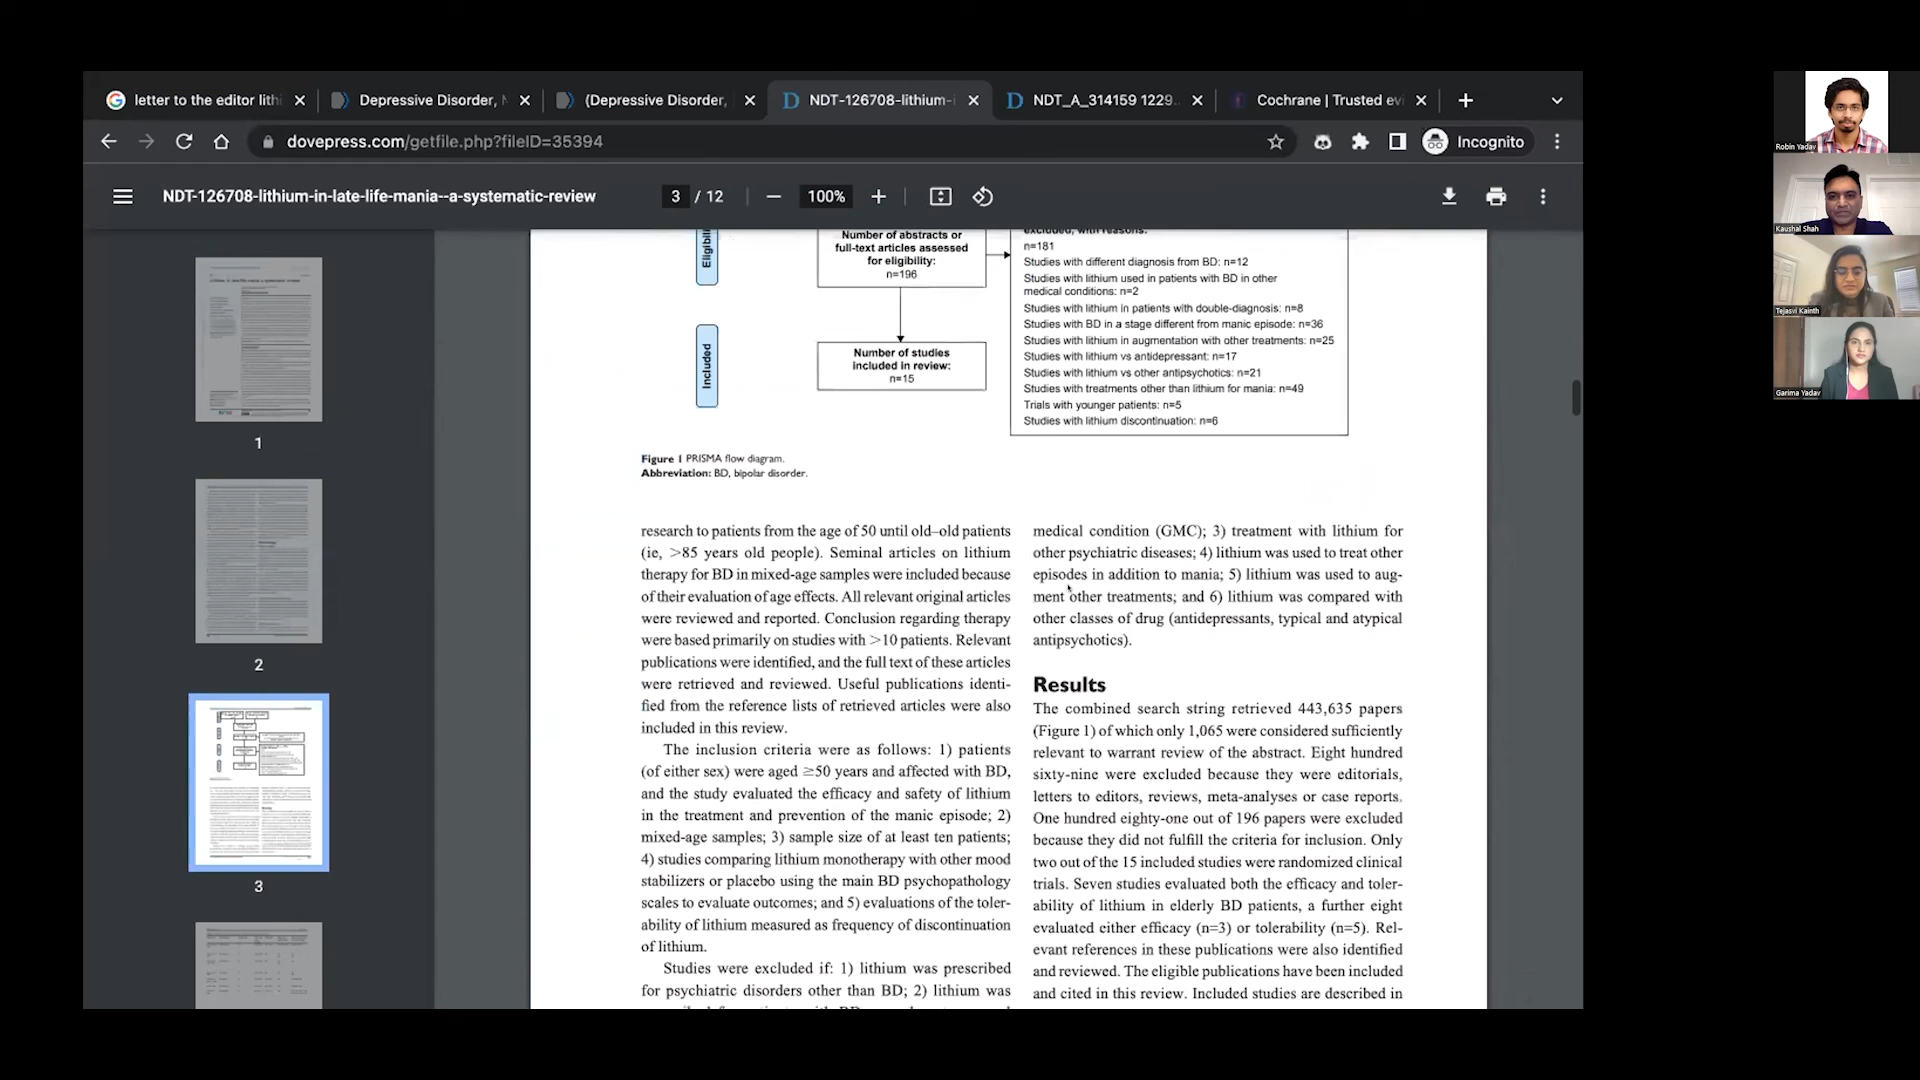 letter to the editor lithi
Depressive Disorder,
(Depressive Disorder,
NDT-126708-lithium-i
NDT_A_314159 1229..
Cochrane | Trusted evi
dovepress.com/getfile.php?fileID=35394
Incognito
NDT-126708-lithium-in-late-life-mania--a-systematic-review
3 / 12
100%
1
2
3
Eligibili
Number of abstracts or
full-text articles assessed
for eligibility:
n=196
Included
Number of studies
included in review:
n=15
excluded, with reasons:
n=181
Studies with different diagnosis from BD: n=12
Studies with lithium used in patients with BD in other
medical conditions: n=2
Studies with lithium in patients with double-diagnosis: n=8
Studies with BD in a stage different from manic episode: n=36
Studies with lithium in augmentation with other treatments: n=25
Studies with lithium vs antidepressant: n=17
Studies with lithium vs other antipsychotics: n=21
Studies with treatments other than lithium for mania: n=49
Trials with younger patients: n=5
Studies with lithium discontinuation: n=6
Figure 1 PRISMA flow diagram.
Abbreviation: BD, bipolar disorder.
research to patients from the age of 50 until old–old patients
(ie, >85 years old people). Seminal articles on lithium
therapy for BD in mixed-age samples were included because
of their evaluation of age effects. All relevant original articles
were reviewed and reported. Conclusion regarding therapy
were based primarily on studies with >10 patients. Relevant
publications were identified, and the full text of these articles
were retrieved and reviewed. Useful publications identi-
fied from the reference lists of retrieved articles were also
included in this review.
The inclusion criteria were as follows: 1) patients
(of either sex) were aged ≥50 years and affected with BD,
and the study evaluated the efficacy and safety of lithium
in the treatment and prevention of the manic episode; 2)
mixed-age samples; 3) sample size of at least ten patients;
4) studies comparing lithium monotherapy with other mood
stabilizers or placebo using the main BD psychopathology
scales to evaluate outcomes; and 5) evaluations of the toler-
ability of lithium measured as frequency of discontinuation
of lithium.
Studies were excluded if: 1) lithium was prescribed
for psychiatric disorders other than BD; 2) lithium was
medical condition (GMC); 3) treatment with lithium for
other psychiatric diseases; 4) lithium was used to treat other
episodes in addition to mania; 5) lithium was used to aug-
ment other treatments; and 6) lithium was compared with
other classes of drug (antidepressants, typical and atypical
antipsychotics).
Results
The combined search string retrieved 443,635 papers
(Figure 1) of which only 1,065 were considered sufficiently
relevant to warrant review of the abstract. Eight hundred
sixty-nine were excluded because they were editorials,
letters to editors, reviews, meta-analyses or case reports.
One hundred eighty-one out of 196 papers were excluded
because they did not fulfill the criteria for inclusion. Only
two out of the 15 included studies were randomized clinical
trials. Seven studies evaluated both the efficacy and toler-
ability of lithium in elderly BD patients, a further eight
evaluated either efficacy (n=3) or tolerability (n=5). Rel-
evant references in these publications were also identified
and reviewed. The eligible publications have been included
and cited in this review. Included studies are described in
Robin Yadav
Kaushal Shah
Tejasvi Kainth
Garima Yadav